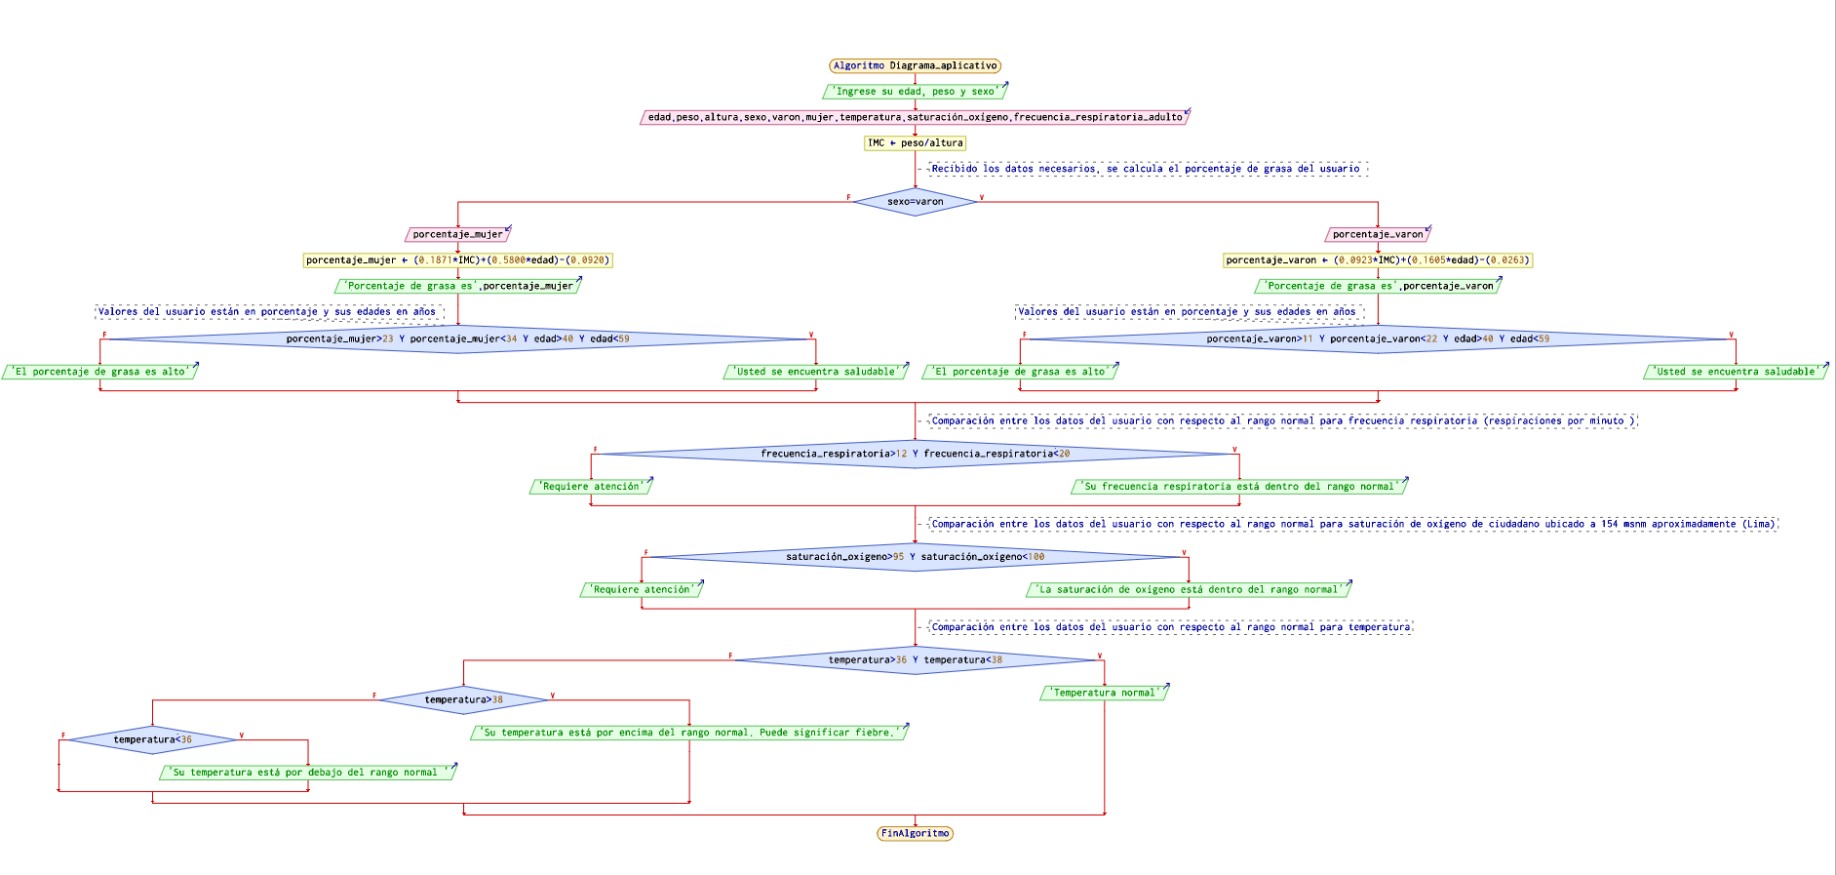 Algoritmo Diagrama_aplicativo
'Ingrese su edad, peso y sexo'
edad,peso,altura,sexo,varon,mujer,temperatura,saturación_oxígeno,frecuencia_respiratoria_adulto
IMC ← peso/altura
Recibido los datos necesarios, se calcula el porcentaje de grasa del usuario
F
sexo=varon
V
porcentaje_mujer
porcentaje_varon
porcentaje_mujer ← (0.1871*IMC)+(0.5800*edad)-(0.0920)
porcentaje_varon ← (0.0923*IMC)+(0.1605*edad)-(0.0263)
'Porcentaje de grasa es',porcentaje_mujer
'Porcentaje de grasa es',porcentaje_varon
Valores del usuario están en porcentaje y sus edades en años
Valores del usuario están en porcentaje y sus edades en años
F
porcentaje_mujer>23 Y porcentaje_mujer<34 Y edad>40 Y edad<59
V
F
porcentaje_varon>11 Y porcentaje_varon<22 Y edad>40 Y edad<59
V
'El porcentaje de grasa es alto'
'Usted se encuentra saludable'
'El porcentaje de grasa es alto'
'Usted se encuentra saludable'
Comparación entre los datos del usuario con respecto al rango normal para frecuencia respiratoria (respiraciones por minuto )
F
frecuencia_respiratoria>12 Y frecuencia_respiratoria<20
V
'Requiere atención'
'Su frecuencia respiratoria está dentro del rango normal'
Comparación entre los datos del usuario con respecto al rango normal para saturación de oxígeno de ciudadano ubicado a 154 msnm aproximadamente (Lima)
F
saturación_oxigeno>95 Y saturación_oxigeno<100
V
'Requiere atención'
'La saturación de oxígeno está dentro del rango normal'
Comparación entre los datos del usuario con respecto al rango normal para temperatura.
F
temperatura>36 Y temperatura<38
V
'Temperatura normal'
F
temperatura>38
V
'Su temperatura está por encima del rango normal. Puede significar fiebre.'
F
temperatura<36
V
'Su temperatura está por debajo del rango normal '
FinAlgoritmo